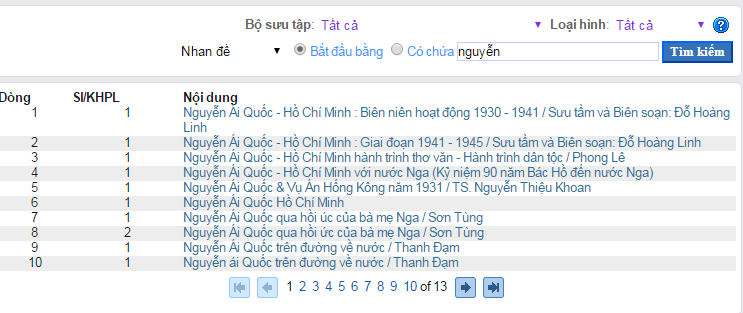 Bộ sưu tập: Tất cả Loại hình: Tất cả
Nhan đề Bắt đầu bằng Có chứa nguyễn Tìm kiếm
Dòng SI/KHPL Nội dung
1 1 Nguyễn Ái Quốc - Hồ Chí Minh : Biên niên hoạt động 1930 - 1941 / Sưu tầm và Biên soạn: Đỗ Hoàng
Linh
2 1 Nguyễn Ái Quốc - Hồ Chí Minh : Giai đoạn 1941 - 1945 / Sưu tầm và Biên soạn: Đỗ Hoàng Linh
3 1 Nguyễn Ái Quốc - Hồ Chí Minh hành trình thơ văn - Hành trình dân tộc / Phong Lê
4 1 Nguyễn Ái Quốc - Hồ Chí Minh với nước Nga (Kỷ niệm 90 năm Bác Hồ đến nước Nga)
5 1 Nguyễn Ái Quốc & Vụ Án Hồng Kông năm 1931 / TS. Nguyễn Thiệu Khoan
6 1 Nguyễn Ái Quốc Hồ Chí Minh
7 1 Nguyễn Ái Quốc qua hồi úc của bà mẹ Nga / Sơn Tùng
8 2 Nguyễn Ái Quốc qua hồi ức của bà mẹ Nga / Sơn Tùng
9 1 Nguyễn Ái Quốc trên đường về nước / Thanh Đạm
10 1 Nguyễn ái Quốc trên đường về nước / Thanh Đạm
1 2 3 4 5 6 7 8 9 10 of 13